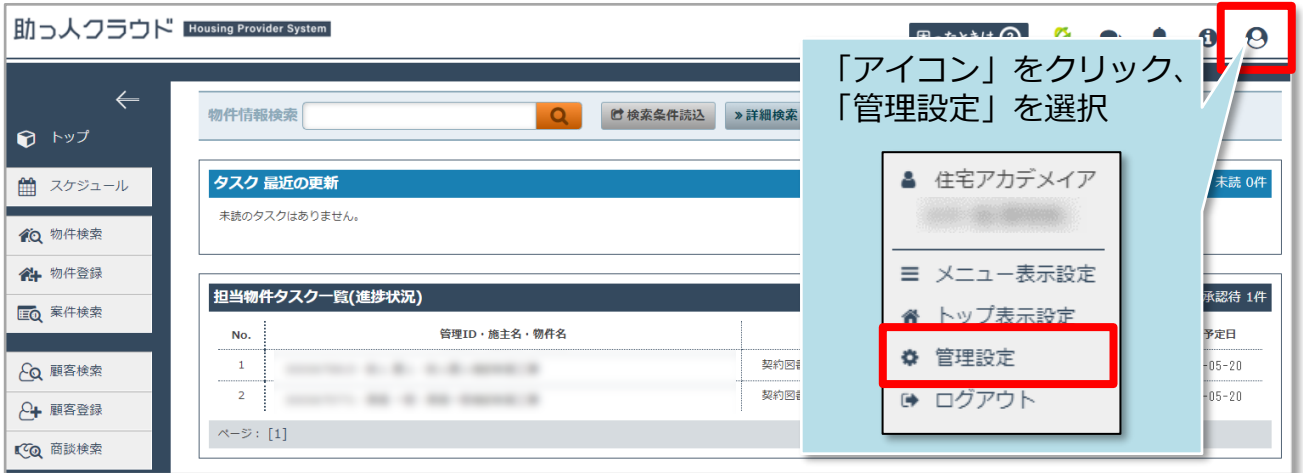 助っ人クラウド Housing Provider System
「アイコン」をクリック、
「管理設定」を選択
物件情報検索 検索条件読込 詳細検索
トップ
スケジュール
物件検索
物件登録
案件検索
顧客検索
顧客登録
商談検索
タスク 最近の更新 未読 0件
未読のタスクはありません。
担当物件タスク一覧(進捗状況) 承認待 1件
No. 管理ID・施主名・物件名 予定日
1 契約図 -05-20
2 契約図 -05-20
ページ: [1]
住宅アカデメイア
メニュー表示設定
トップ表示設定
管理設定
ログアウト